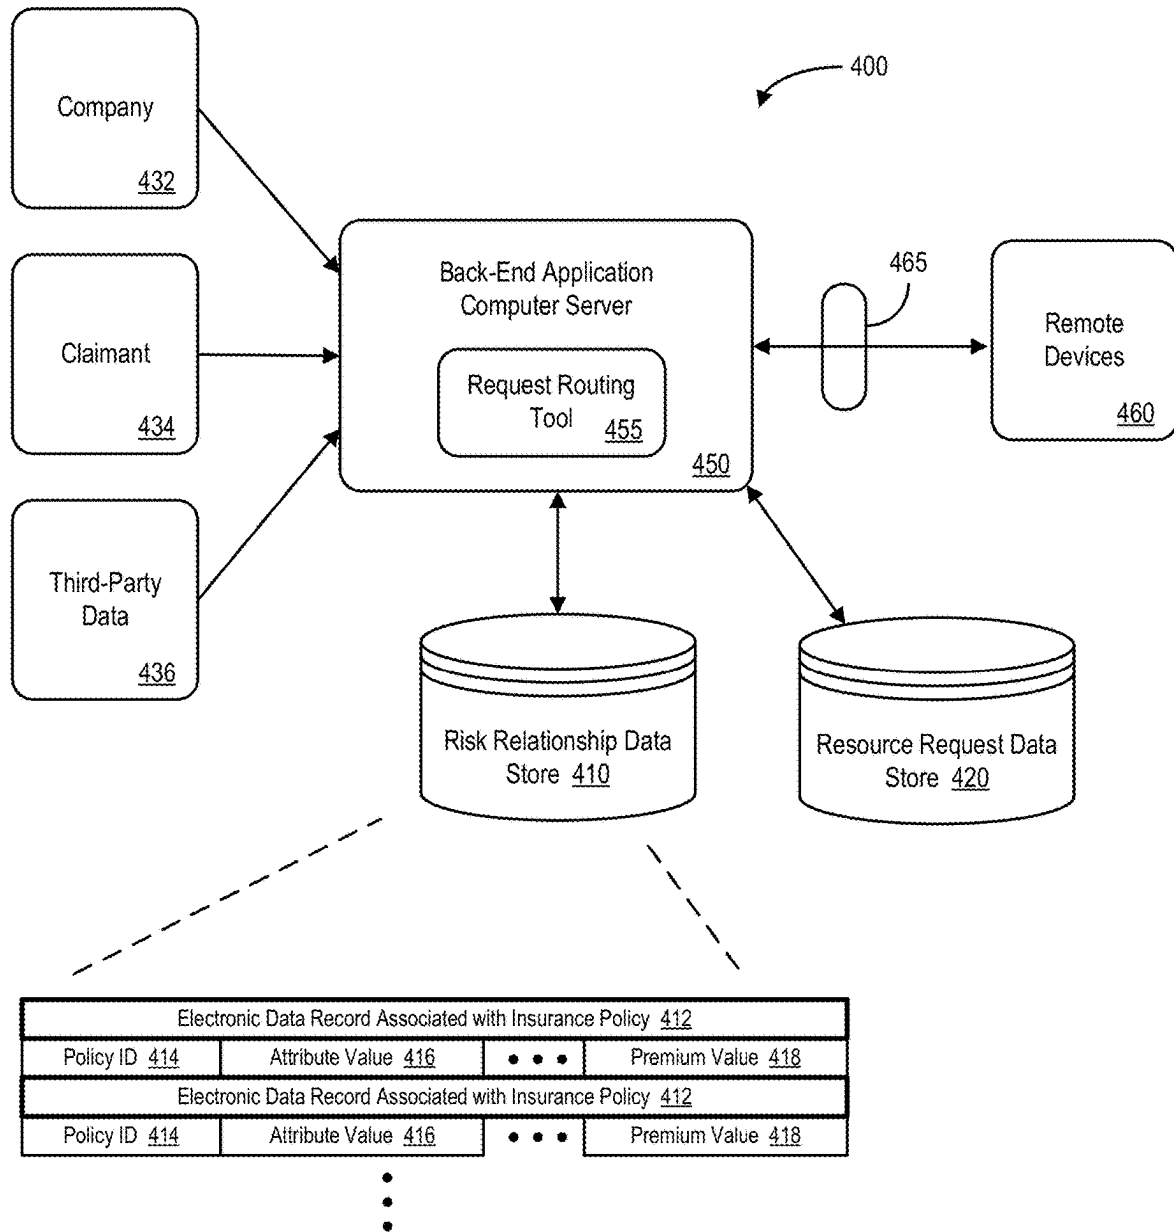 400
Company
432
Back-End Application
Computer Server
465
Claimant
434
Request Routing
Tool 455
450
Remote
Devices
460
Third-Party
Data
436
Risk Relationship Data
Store 410
Resource Request Data
Store 420
Electronic Data Record Associated with Insurance Policy 412
Policy ID 414 Attribute Value 416 Premium Value 418
Electronic Data Record Associated with Insurance Policy 412
Policy ID 414 Attribute Value 416 Premium Value 418